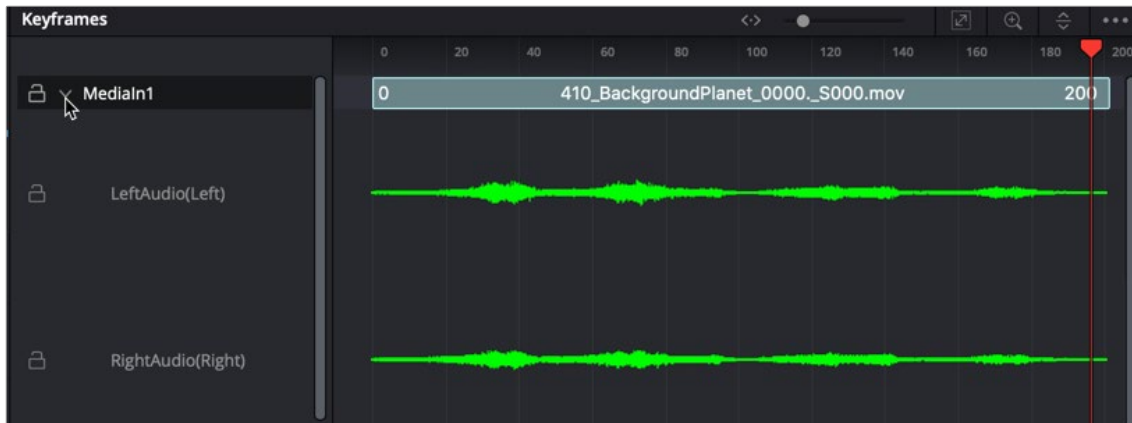 Keyframes
0 20 40 60 80 100 120 140 160 180 200
MediaIn1
0 410_BackgroundPlanet_0000._S000.mov 200
LeftAudio(Left)
RightAudio(Right)